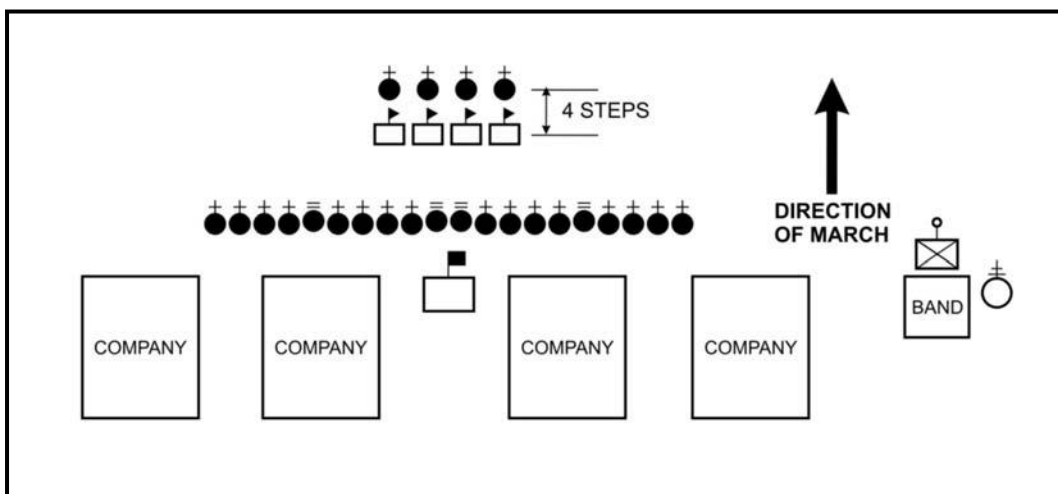 4 STEPS
DIRECTION
OF MARCH
BAND
COMPANY
COMPANY
COMPANY
COMPANY